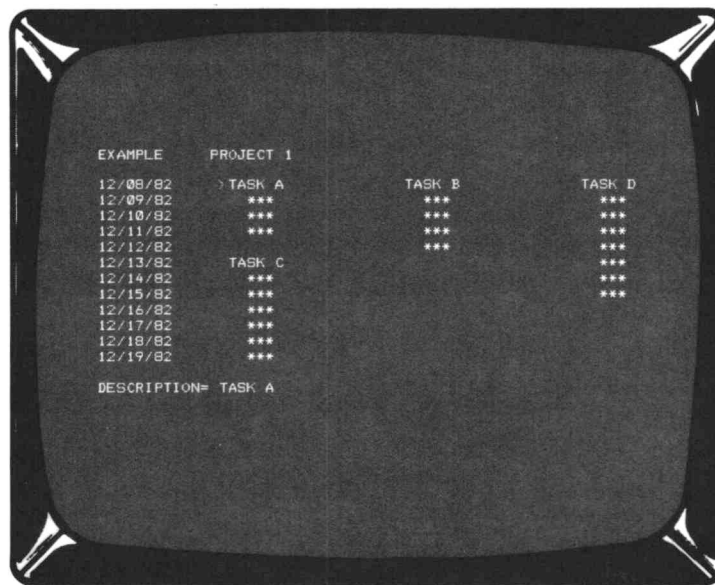 EXAMPLE PROJECT 1
12/08/82 >TASK A TASK B TASK D
12/09/82 *** *** ***
12/10/82 *** *** ***
12/11/82 *** *** ***
12/12/82 *** ***
12/13/82 TASK C ***
12/14/82 *** ***
12/15/82 *** ***
12/16/82 ***
12/17/82 ***
12/18/82 ***
12/19/82 ***
DESCRIPTION= TASK A